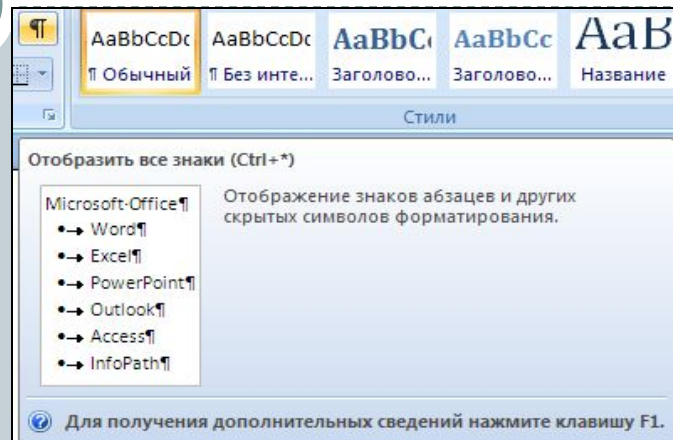 ¶
AaBbCcDc AaBbCcDc AaBbC AaBbCc AaB
¶ Обычный ¶ Без инте... Заголово... Заголово... Название
Стили
Отобразить все знаки (Ctrl+*)
Microsoft·Office¶
•→ Word¶
•→ Excel¶
•→ PowerPoint¶
•→ Outlook¶
•→ Access¶
•→ InfoPath¶
Отображение знаков абзацев и других
скрытых символов форматирования.
Для получения дополнительных сведений нажмите клавишу F1.